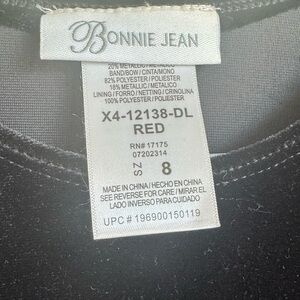 BONNIE JEAN
20% METALLIC/METALICO
BAND/BOW/CINTA/MONO
82% POLYESTER/POLIESTER
18% METALLIC/METALICO
LINING/FORRO/NETTING/CRINOLINA
100% POLYESTER/POLIESTER
X4-12138-DL
RED
RN# 17175
07202314
ZS 8
MADE IN CHINA/HECHO EN CHINA
SEE REVERSE FOR CARE/MIRAR EL
LADO INVERSO PARA CUIDADO
UPC # 196900150119